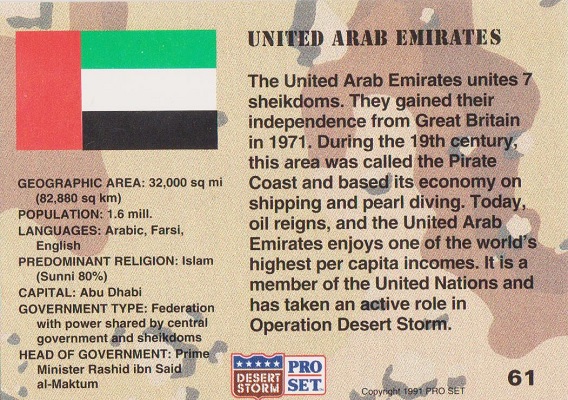 UNITED ARAB EMIRATES
The United Arab Emirates unites 7
sheikdoms. They gained their
independence from Great Britain
in 1971. During the 19th century,
this area was called the Pirate
Coast and based its economy on
shipping and pearl diving. Today,
oil reigns, and the United Arab
Emirates enjoys one of the world's
highest per capita incomes. It is a
member of the United Nations and
has taken an active role in
Operation Desert Storm.
GEOGRAPHIC AREA: 32,000 sq mi
(82,880 sq km)
POPULATION: 1.6 mill.
LANGUAGES: Arabic, Farsi,
English
PREDOMINANT RELIGION: Islam
(Sunni 80%)
CAPITAL: Abu Dhabi
GOVERNMENT TYPE: Federation
with power shared by central
government and sheikdoms
HEAD OF GOVERNMENT: Prime
Minister Rashid ibn Said
al-Maktum
DESERT
STORM
PRO
SET
Copyright 1991 PRO SET
61